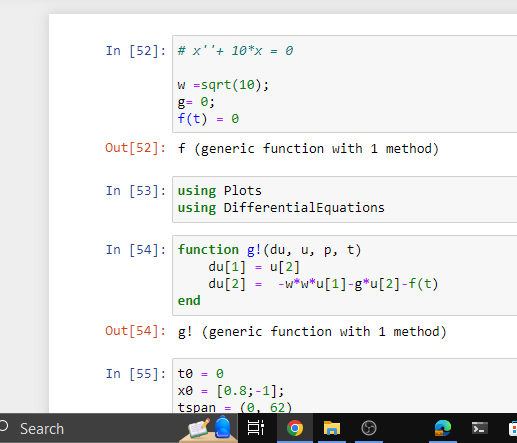 In [52]: # x''+ 10*x = 0
w =sqrt(10);
g= 0;
f(t) = 0
Out[52]: f (generic function with 1 method)
In [53]: using Plots
using DifferentialEquations
In [54]: function g!(du, u, p, t)
du[1] = u[2]
du[2] =  -w*w*u[1]-g*u[2]-f(t)
end
Out[54]: g! (generic function with 1 method)
In [55]: t0 = 0
x0 = [0.8;-1];
tspan = (0, 62)
Search